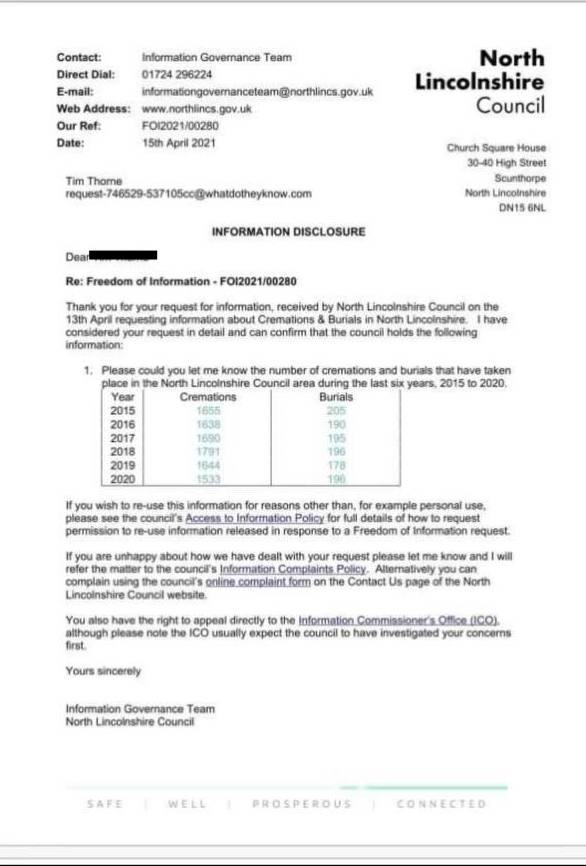 Contact: Information Governance Team
Direct Dial: 01724 296224
E-mail: informationgovernanceteam@northlincs.gov.uk
Web Address: www.northlincs.gov.uk
Our Ref: FOI2021/00280
Date: 15th April 2021
North
Lincolnshire
Council
Church Square House
30-40 High Street
Scunthorpe
North Lincolnshire
DN15 6NL
Tim Thorne
request-746529-537105cc@whatdotheyknow.com
INFORMATION DISCLOSURE
Dear
Re: Freedom of Information - FOI2021/00280
Thank you for your request for information, received by North Lincolnshire Council on the
13th April requesting information about Cremations & Burials in North Lincolnshire. I have
considered your request in detail and can confirm that the council holds the following
information:
1. Please could you let me know the number of cremations and burials that have taken
place in the North Lincolnshire Council area during the last six years, 2015 to 2020.
Year Cremations Burials
2015 1655 205
2016 1638 190
2017 1690 195
2018 1791 196
2019 1644 178
2020 1533 196
If you wish to re-use this information for reasons other than, for example personal use,
please see the council's Access to Information Policy for full details of how to request
permission to re-use information released in response to a Freedom of Information request.
If you are unhappy about how we have dealt with your request please let me know and I will
refer the matter to the council's Information Complaints Policy. Alternatively you can
complain using the council's online complaint form on the Contact Us page of the North
Lincolnshire Council website.
You also have the right to appeal directly to the Information Commissioner's Office (ICO),
although please note the ICO usually expect the council to have investigated your concerns
first.
Yours sincerely
Information Governance Team
North Lincolnshire Council
SAFE | WELL | PROSPEROUS | CONNECTED